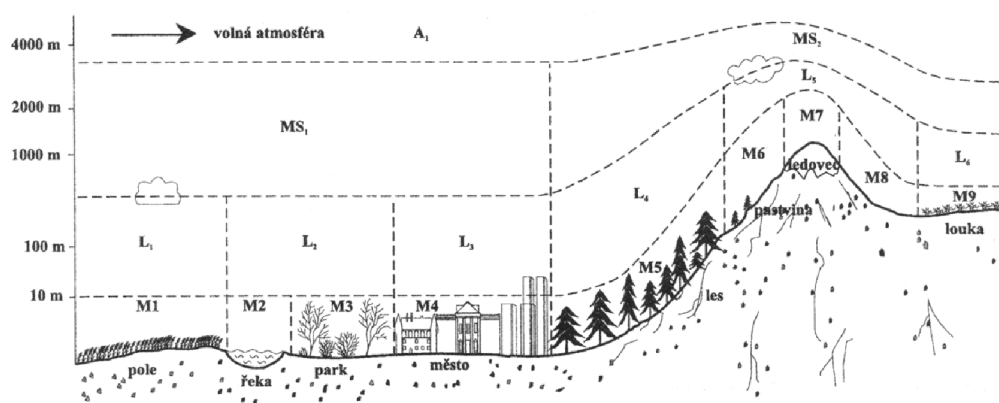 4000 m volná atmosféra A₁ MS₂
L₅
2000 m M7
MS₁
1000 m M6 ledovec M8 L₆
L₄ pastvina M9
100 m L₁ L₂ L₃ louka
10 m M5
M1 M2 M3 M4 les
pole řeka park město